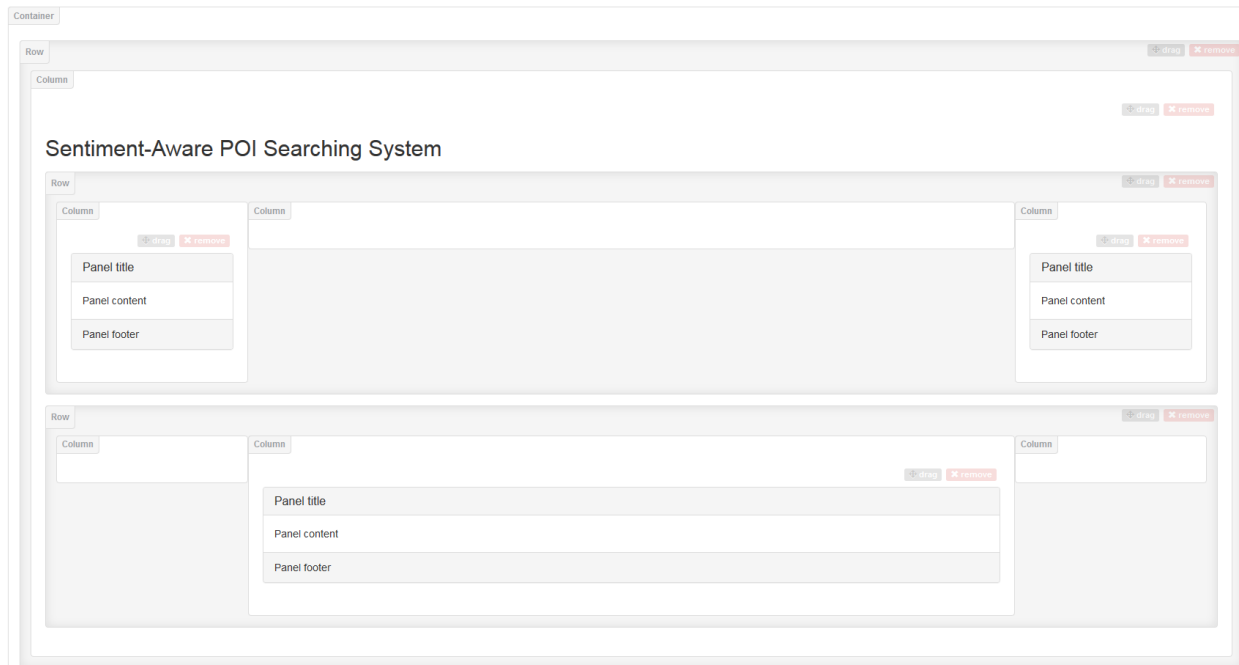 Container
Row drag remove
Column
drag remove
Sentiment-Aware POI Searching System
Row drag remove
Column Column Column
drag remove drag remove
Panel title Panel title
Panel content Panel content
Panel footer Panel footer
Row drag remove
Column Column Column
drag remove
Panel title
Panel content
Panel footer